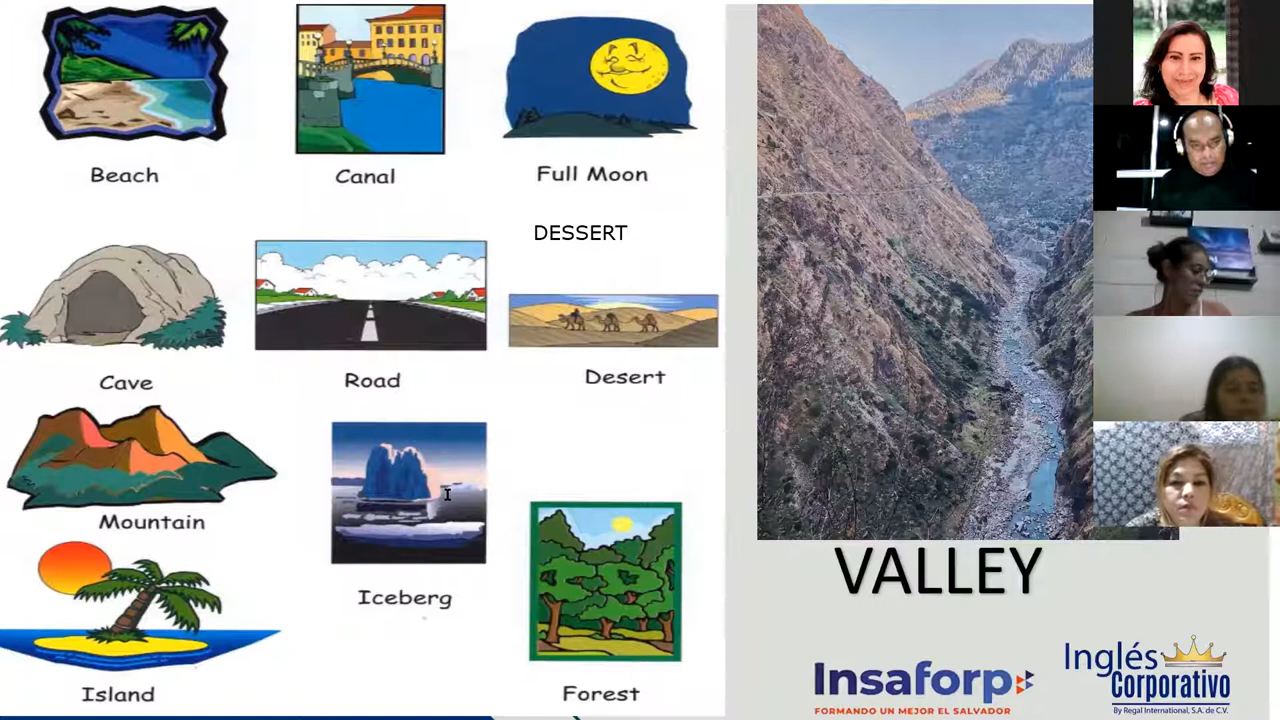 Beach
Canal
Full Moon
DESSERT
Cave
Road
Desert
Mountain
Iceberg
Island
Forest
VALLEY
Insaforp
FORMANDO UN MEJOR EL SALVADOR
Inglés
Corporativo
By Regal International, S.A. de C.V.